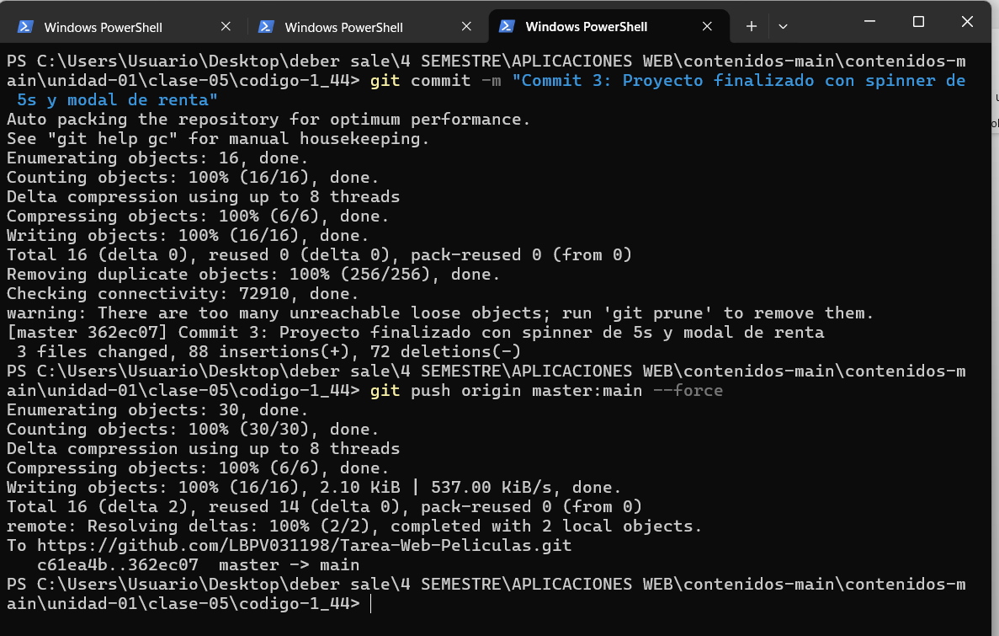 Windows PowerShell
Windows PowerShell
Windows PowerShell
PS C:\Users\Usuario\Desktop\deber sale\4 SEMESTRE\APLICACIONES WEB\contenidos-main\contenidos-m
ain\unidad-01\clase-05\codigo-1_44> git commit -m "Commit 3: Proyecto finalizado con spinner de
 5s y modal de renta"
Auto packing the repository for optimum performance.
See "git help gc" for manual housekeeping.
Enumerating objects: 16, done.
Counting objects: 100% (16/16), done.
Delta compression using up to 8 threads
Compressing objects: 100% (6/6), done.
Writing objects: 100% (16/16), done.
Total 16 (delta 0), reused 0 (delta 0), pack-reused 0 (from 0)
Removing duplicate objects: 100% (256/256), done.
Checking connectivity: 72910, done.
warning: There are too many unreachable loose objects; run 'git prune' to remove them.
[master 362ec07] Commit 3: Proyecto finalizado con spinner de 5s y modal de renta
 3 files changed, 88 insertions(+), 72 deletions(-)
PS C:\Users\Usuario\Desktop\deber sale\4 SEMESTRE\APLICACIONES WEB\contenidos-main\contenidos-m
ain\unidad-01\clase-05\codigo-1_44> git push origin master:main --force
Enumerating objects: 30, done.
Counting objects: 100% (30/30), done.
Delta compression using up to 8 threads
Compressing objects: 100% (6/6), done.
Writing objects: 100% (16/16), 2.10 KiB | 537.00 KiB/s, done.
Total 16 (delta 2), reused 14 (delta 0), pack-reused 0 (from 0)
remote: Resolving deltas: 100% (2/2), completed with 2 local objects.
To https://github.com/LBPV031198/Tarea-Web-Peliculas.git
   c61ea4b..362ec07  master -> main
PS C:\Users\Usuario\Desktop\deber sale\4 SEMESTRE\APLICACIONES WEB\contenidos-main\contenidos-m
ain\unidad-01\clase-05\codigo-1_44>